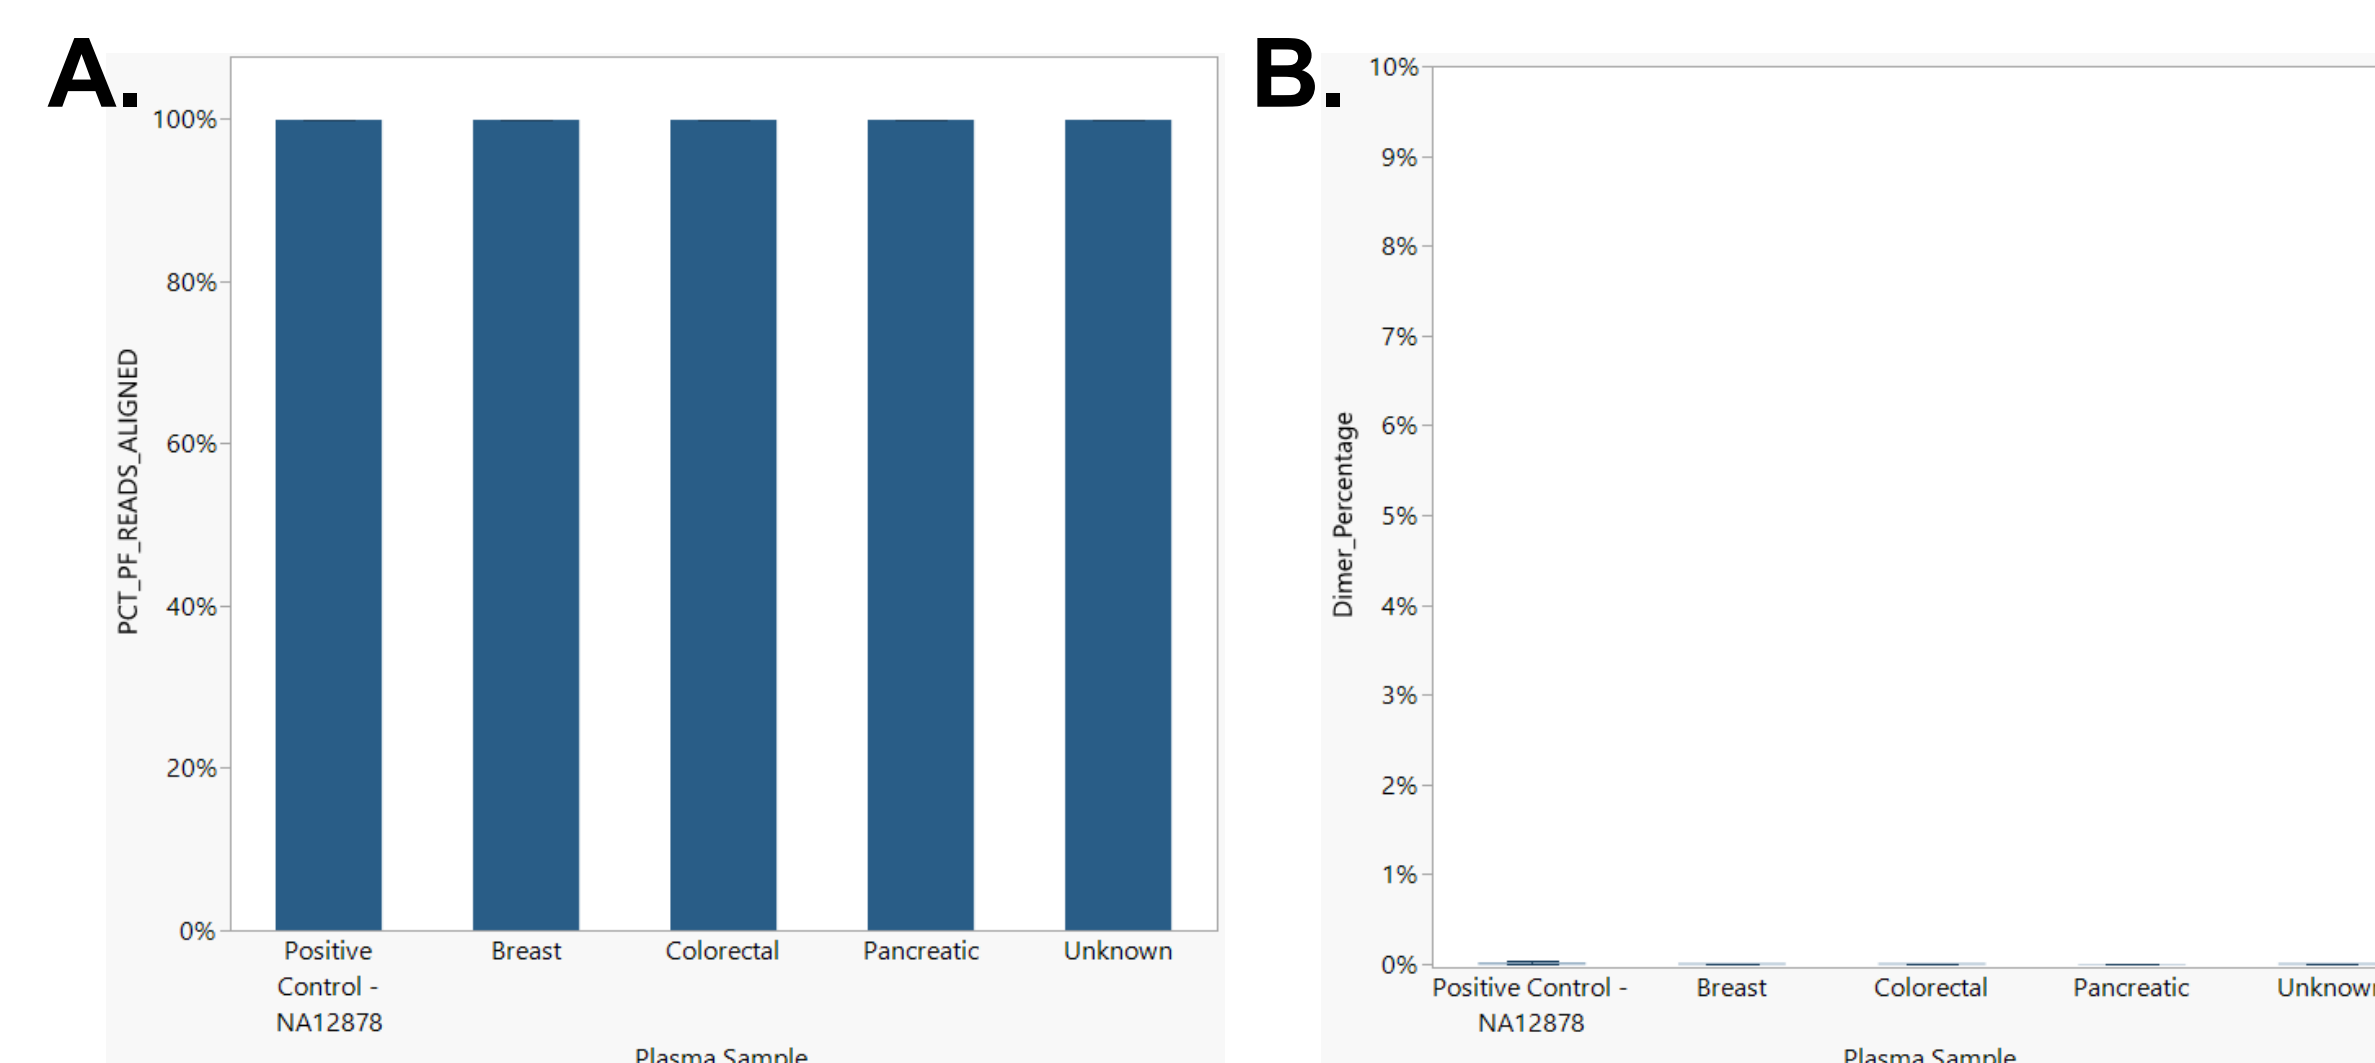 A.
100%
80%
60%
40%
20%
0%
PCT_PF_READS_ALIGNED
Positive
Control -
NA12878
Breast
Colorectal
Pancreatic
Unknown
Plasma Sample
B.
10%
9%
8%
7%
6%
5%
4%
3%
2%
1%
0%
Dimer_Percentage
Positive Control -
NA12878
Breast
Colorectal
Pancreatic
Unknown
Plasma Sample